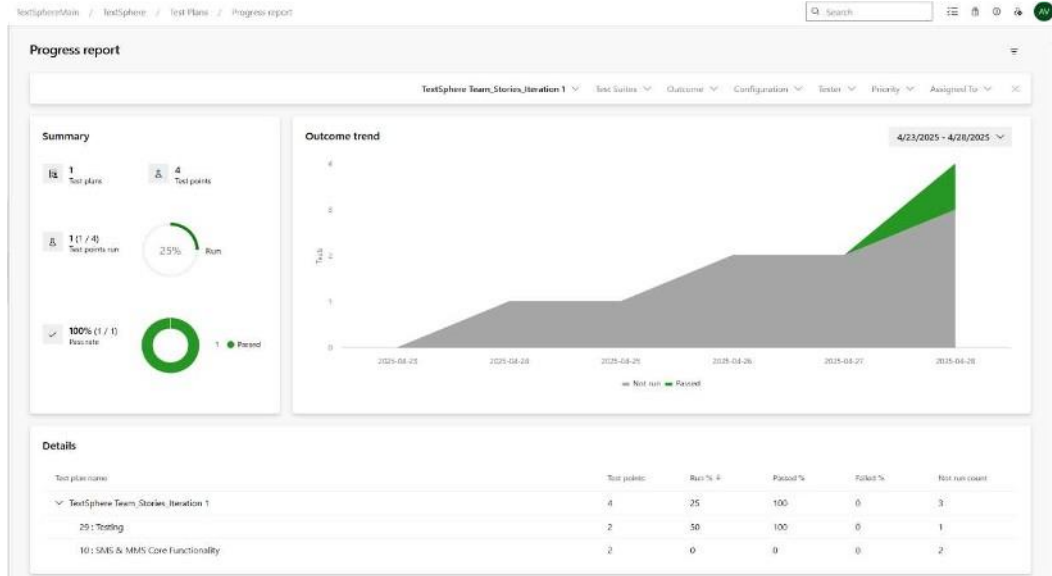 TextSphereMain / TextSphere / Test Plans / Progress report
Search
AV
Progress report
TextSphere Team_Stories_Iteration 1 Test Suites Outcome Configuration Tester Priority Assigned To
Summary
1
Test plans
4
Test points
1 (1 / 4)
Test points run
25%
Run
100% (1 / 1)
Pass rate
1 Passed
Outcome trend
4/23/2025 - 4/28/2025
4
3
2
1
0
Tests
2025-04-23 2025-04-24 2025-04-25 2025-04-26 2025-04-27 2025-04-28
Not run Passed
Details
Test plan name Test points Run % Passed % Failed % Not run count
TextSphere Team_Stories_Iteration 1 4 25 100 0 3
29 : Testing 2 50 100 0 1
10 : SMS & MMS Core Functionality 2 0 0 0 2